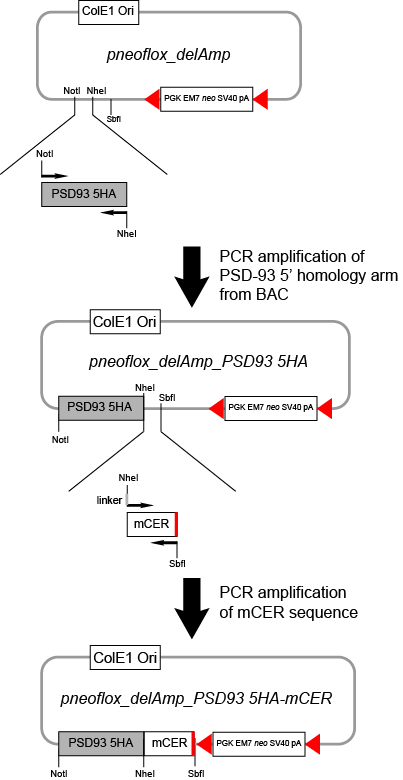 ColE1 Ori
pneoflox_delAmp
NotI NheI
SbfI
PGK EM7 neo SV40 pA
NotI
PSD93 5HA
NheI
PCR amplification of
PSD-93 5’ homology arm
from BAC
ColE1 Ori
pneoflox_delAmp_PSD93 5HA
NheI
SbfI
PSD93 5HA
PGK EM7 neo SV40 pA
NotI
NheI
linker
mCER
SbfI
PCR amplification
of mCER sequence
ColE1 Ori
pneoflox_delAmp_PSD93 5HA-mCER
PSD93 5HA mCER PGK EM7 neo SV40 pA
NotI NheI SbfI